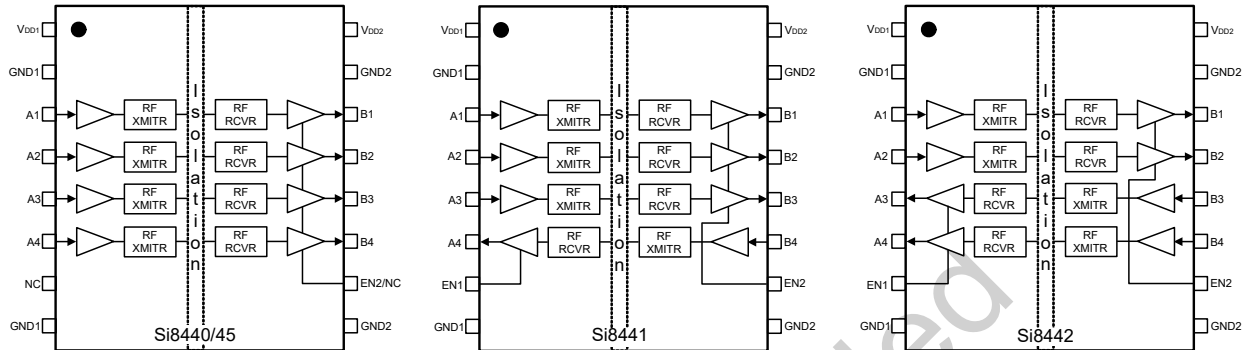 VDD1
VDD2
GND1
GND2
A1
RF XMITR
RF RCVR
B1
A2
RF XMITR
RF RCVR
B2
A3
RF XMITR
RF RCVR
B3
A4
RF XMITR
RF RCVR
B4
NC
EN2/NC
GND1
GND2
Isolation
Si8440/45
VDD1
VDD2
GND1
GND2
A1
RF XMITR
RF RCVR
B1
A2
RF XMITR
RF RCVR
B2
A3
RF XMITR
RF RCVR
B3
A4
RF RCVR
RF XMITR
B4
EN1
EN2
GND1
GND2
Isolation
Si8441
VDD1
VDD2
GND1
GND2
A1
RF XMITR
RF RCVR
B1
A2
RF XMITR
RF RCVR
B2
A3
RF RCVR
RF XMITR
B3
A4
RF RCVR
RF XMITR
B4
EN1
EN2
GND1
GND2
Isolation
Si8442